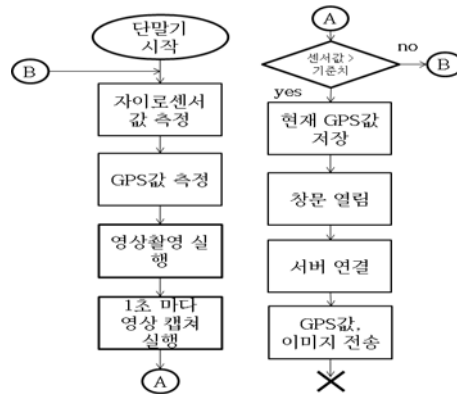 단말기
시작
B
자이로센서
값 측정
GPS값 측정
영상촬영 실
행
1초 마다
영상 캡쳐
실행
A
A
센서값 >
기준치
no
B
yes
현재 GPS값
저장
창문 열림
서버 연결
GPS값,
이미지 전송